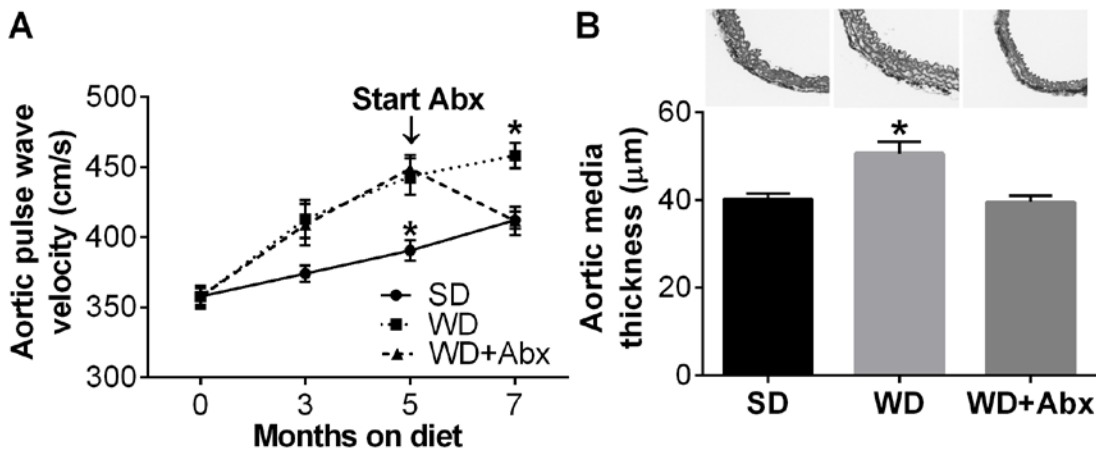 A
Aortic pulse wave
velocity (cm/s)
500
450
400
350
300
Start Abx
↓
*
*
SD
WD
WD+Abx
0
3
5
7
Months on diet
B
Aortic media
thickness (μm)
60
40
20
0
*
SD
WD
WD+Abx